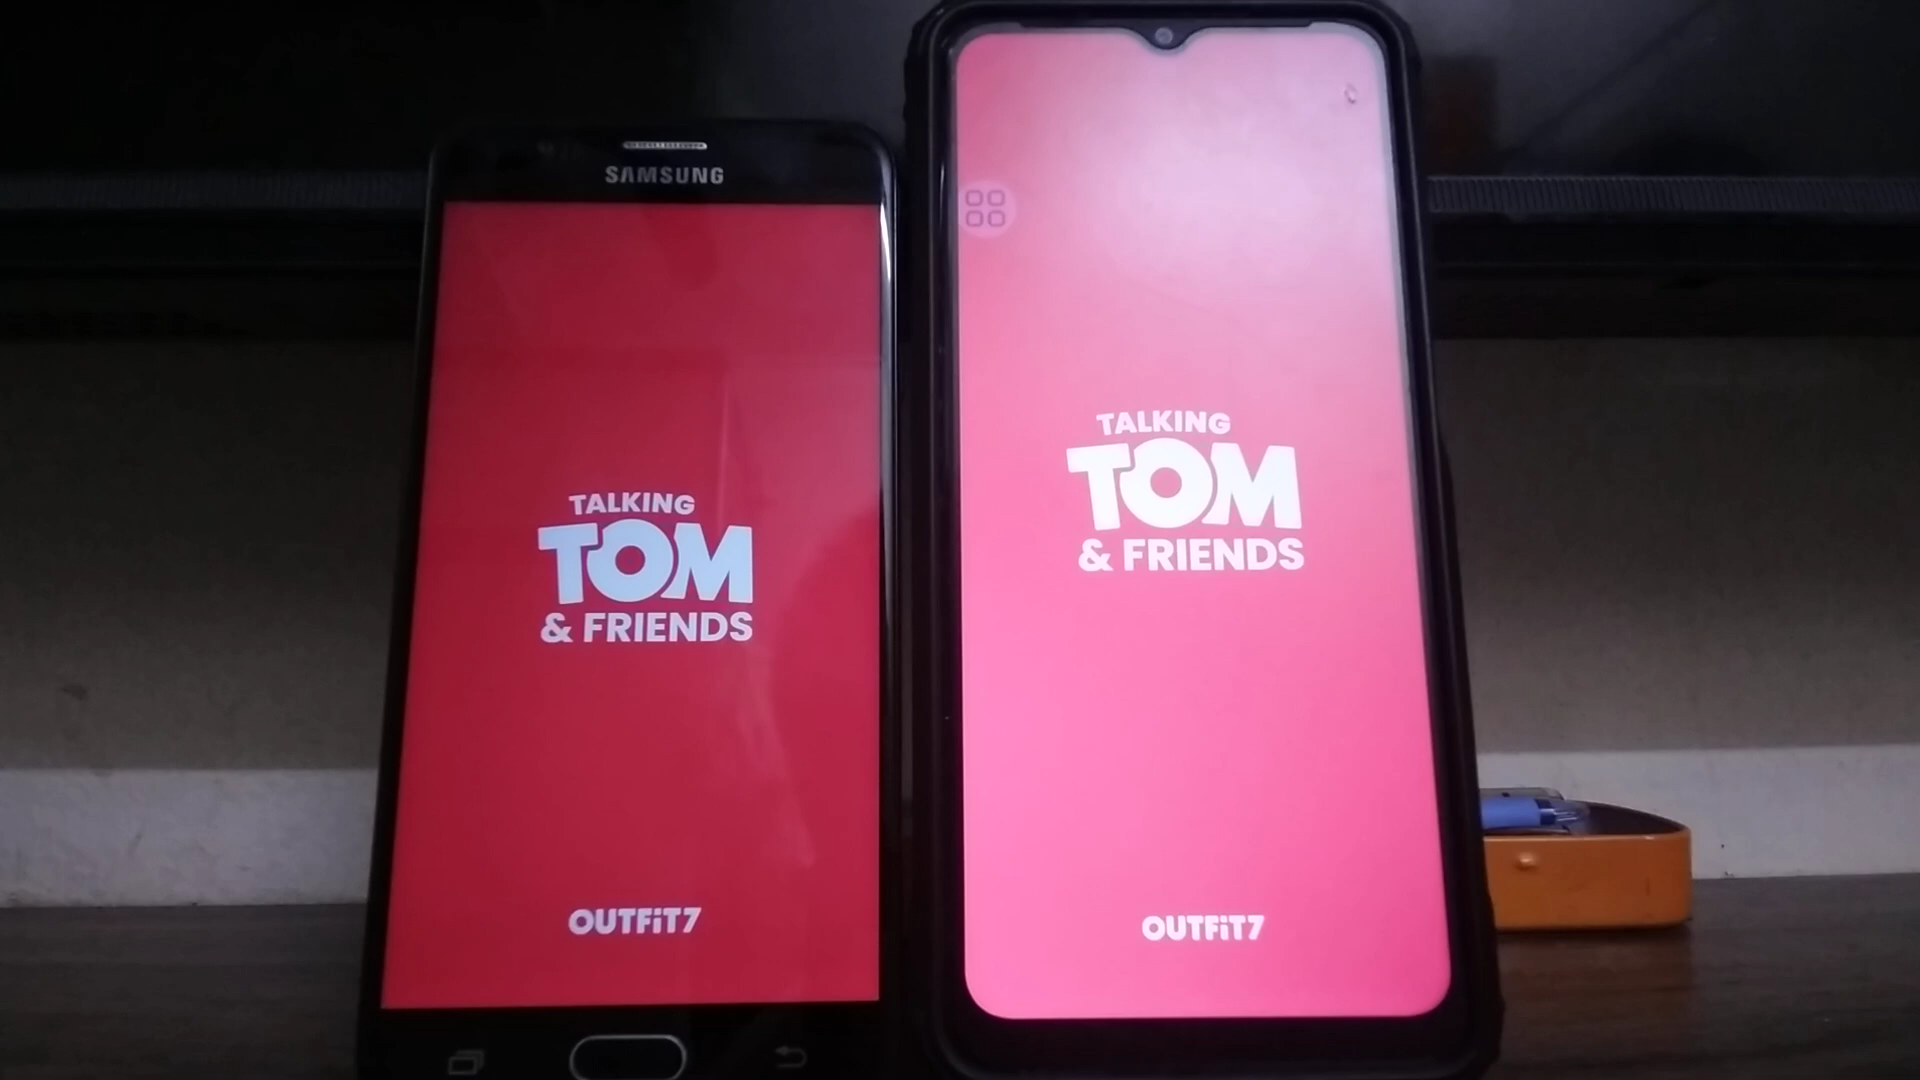 SAMSUNG
TALKING
TOM
& FRIENDS
OUTFiT7
TALKING
TOM
& FRIENDS
OUTFiT7